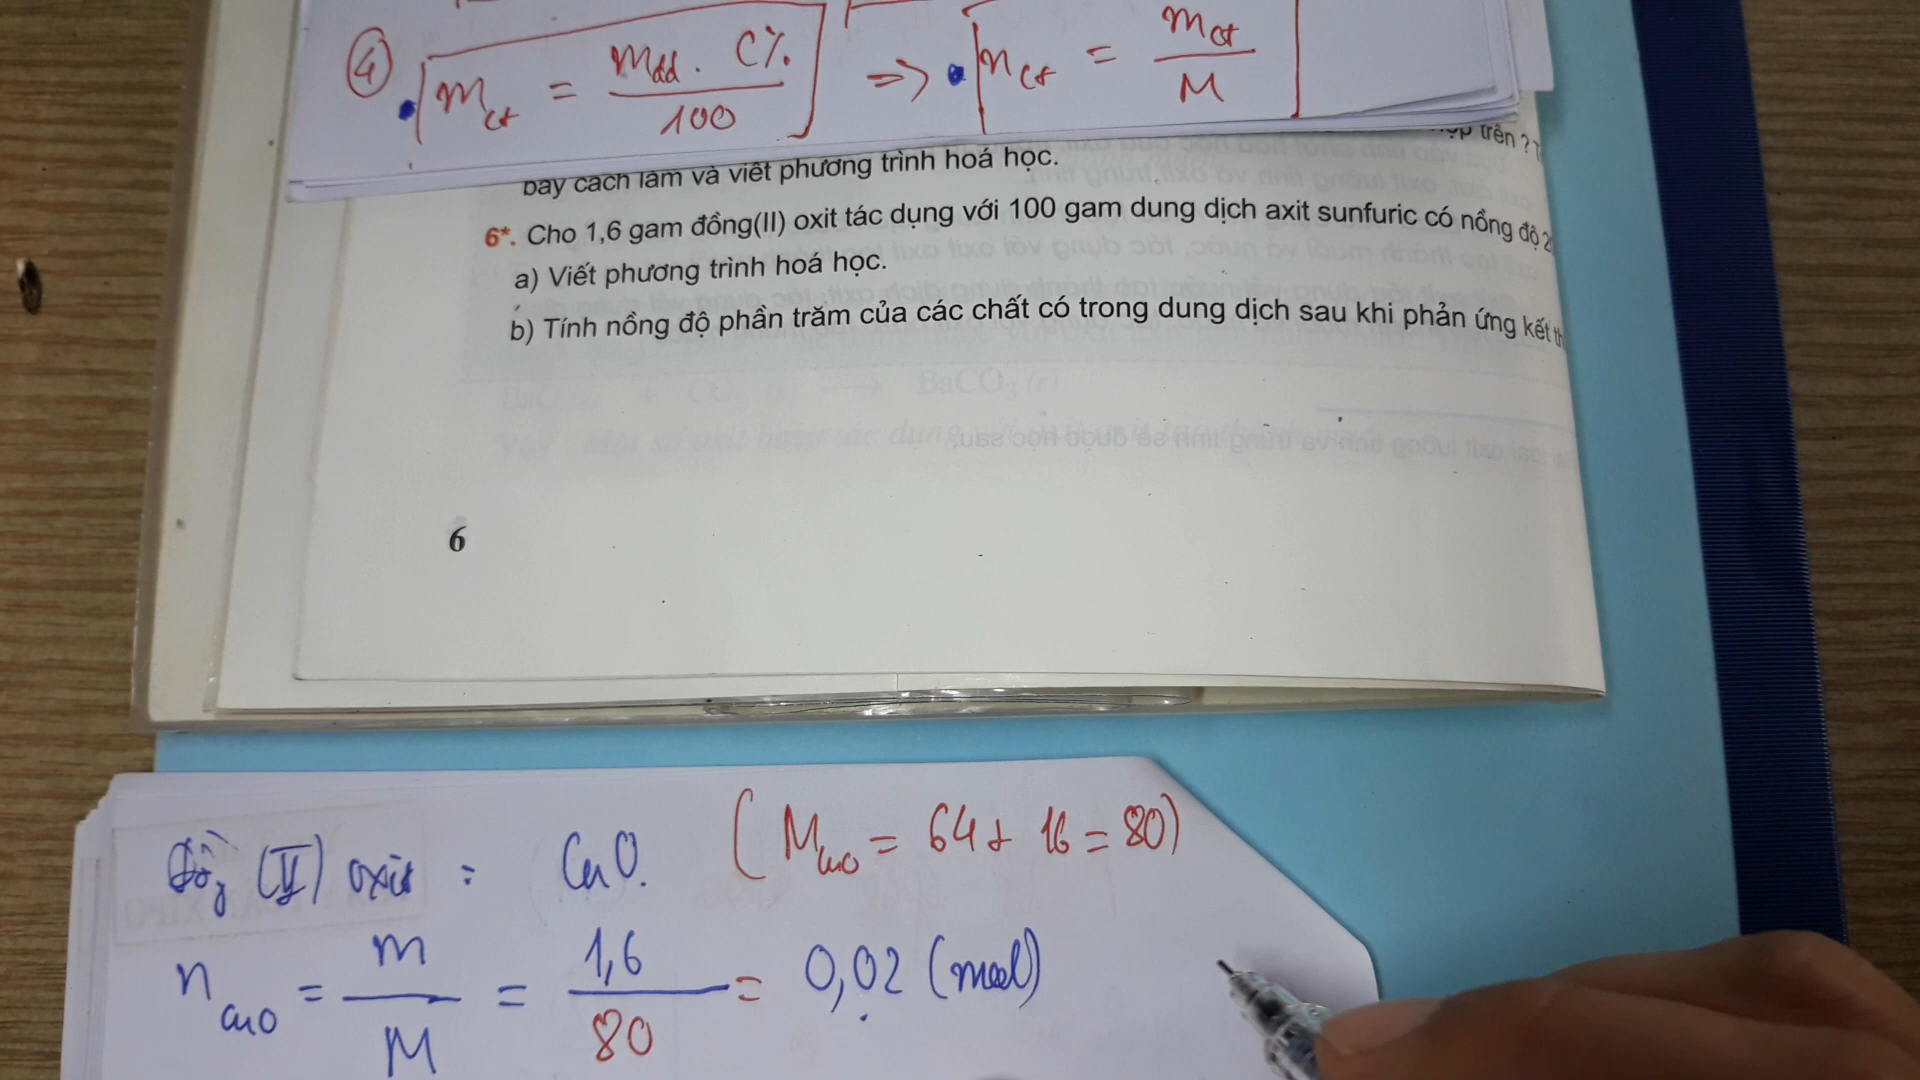 ④ m_ct = m_dd . C% / 100 => n_ct = m_ct / M
trên ?
bày cách làm và viết phương trình hoá học.
6*. Cho 1,6 gam đồng(II) oxit tác dụng với 100 gam dung dịch axit sunfuric có nồng độ 2
a) Viết phương trình hoá học.
b) Tính nồng độ phần trăm của các chất có trong dung dịch sau khi phản ứng kết th
6
(II) oxit : CuO. (M_CuO = 64 + 16 = 80)
n_CuO = m / M = 1,6 / 80 = 0,02 (mol)